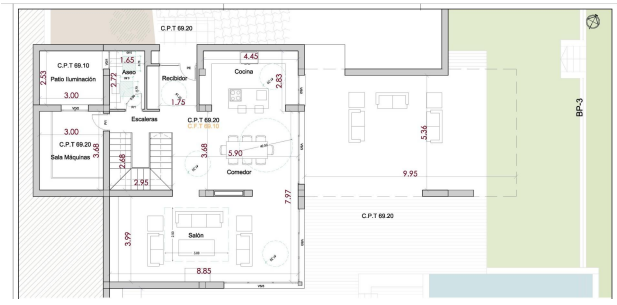 C.P.T 69.20
C.P.T 69.10
Patio Iluminación
2.53
3.00
1.65
Aseo
2.72
Recibidor
1.75
4.45
Cocina
2.83
5.36
BP-3
Escaleras
C.P.T 69.20
C.F.T 69.10
3.00
C.P.T 69.20
Sala Máquinas
3.68
2.68
2.95
3.68
5.90
Comedor
7.97
9.95
C.P.T 69.20
3.99
Salón
8.85